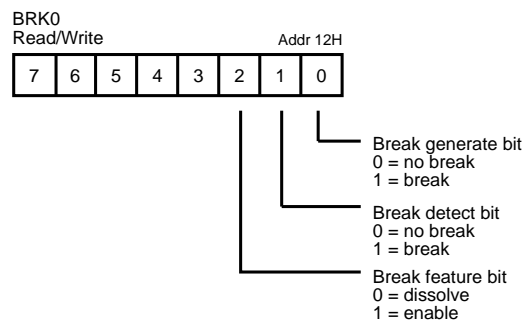 BRK0
Read/Write Addr 12H
7 6 5 4 3 2 1 0
Break generate bit
0 = no break
1 = break
Break detect bit
0 = no break
1 = break
Break feature bit
0 = dissolve
1 = enable